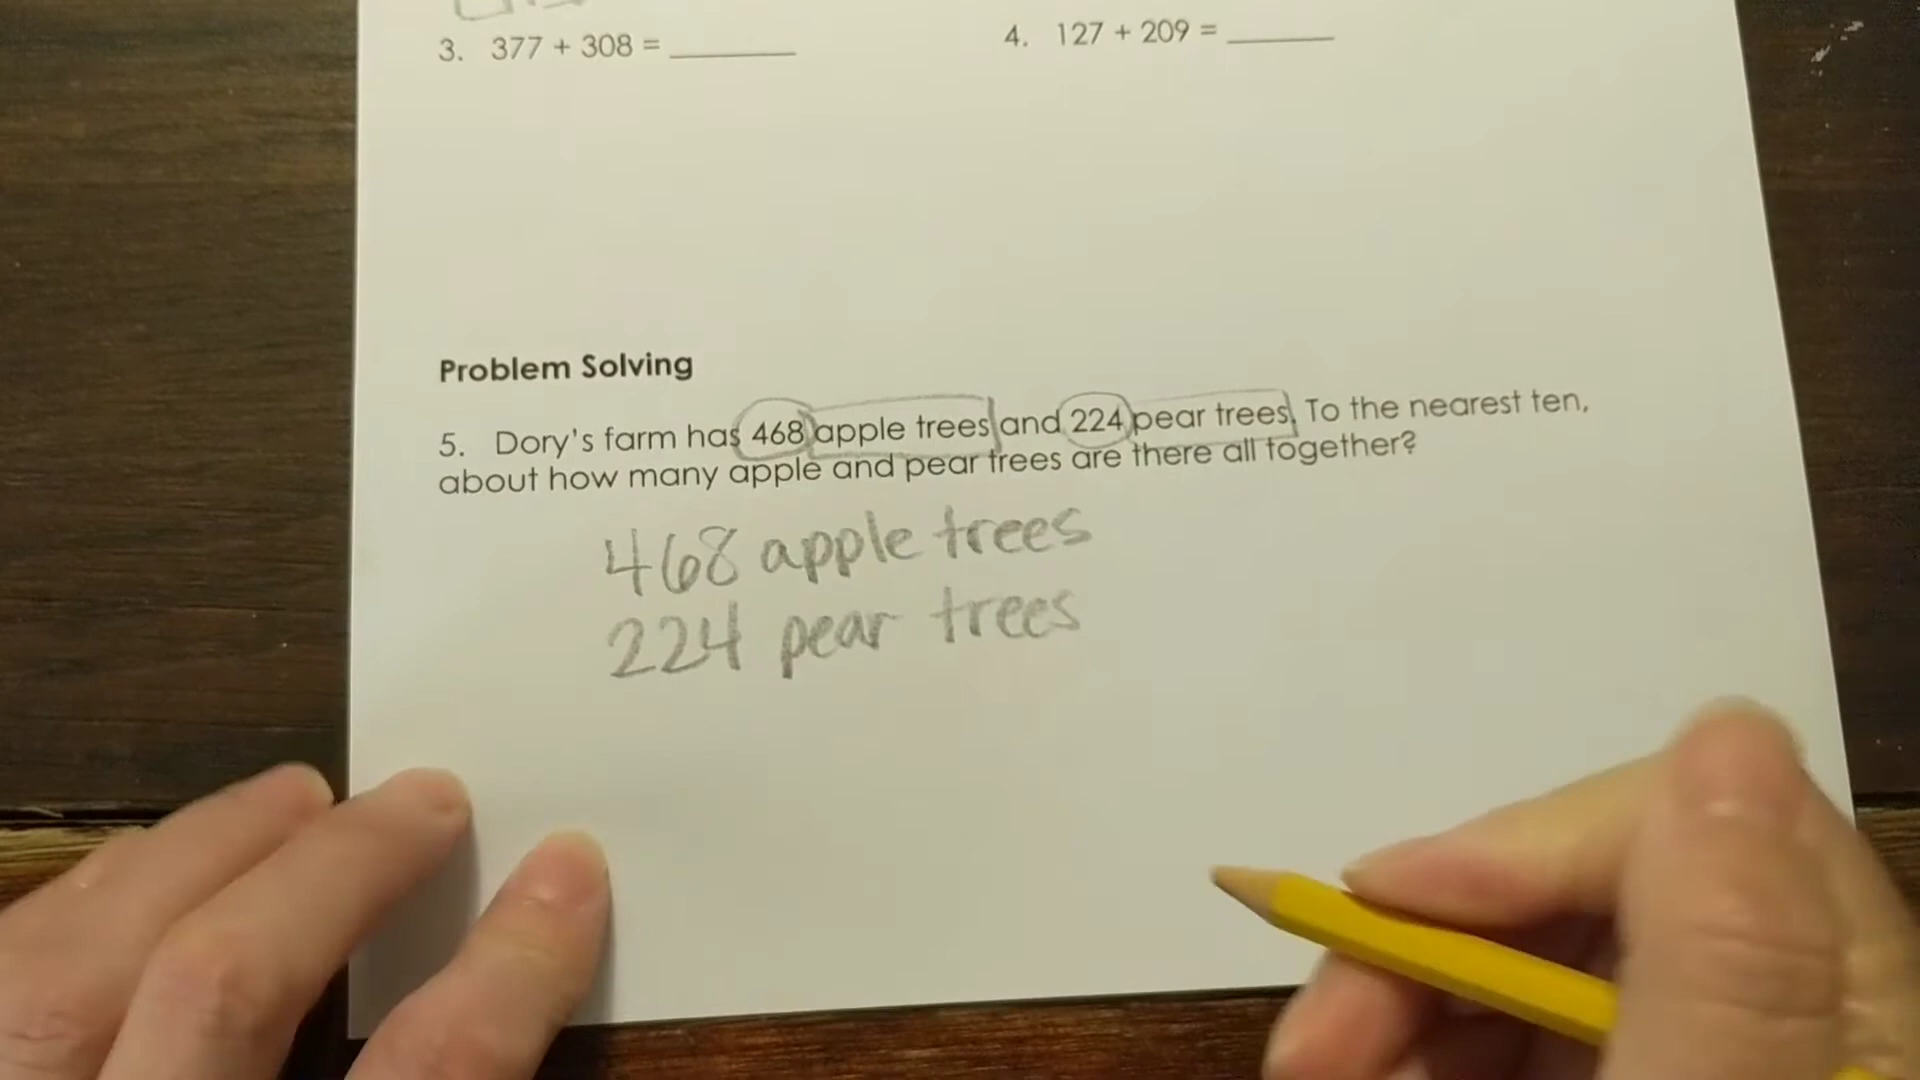 3. 377 + 308 = ______
4. 127 + 209 = ______
Problem Solving
5. Dory's farm has 468 apple trees and 224 pear trees. To the nearest ten,
about how many apple and pear trees are there all together?
468 apple trees
224 pear trees